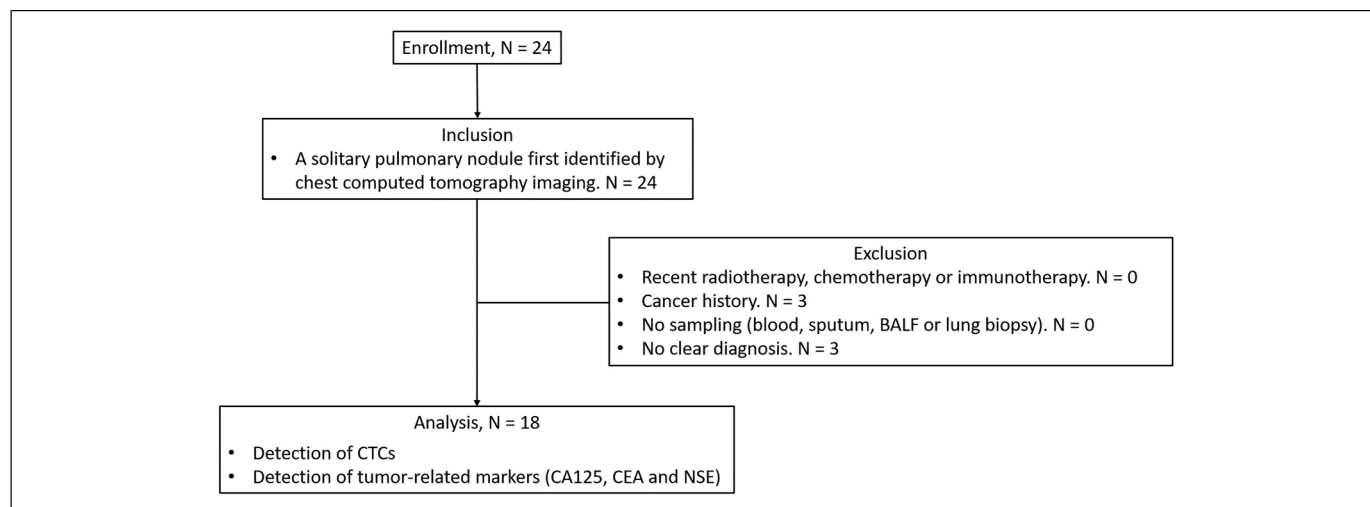 Enrollment, N = 24
Inclusion
• A solitary pulmonary nodule first identified by
chest computed tomography imaging. N = 24
Exclusion
• Recent radiotherapy, chemotherapy or immunotherapy. N = 0
• Cancer history. N = 3
• No sampling (blood, sputum, BALF or lung biopsy). N = 0
• No clear diagnosis. N = 3
Analysis, N = 18
• Detection of CTCs
• Detection of tumor-related markers (CA125, CEA and NSE)